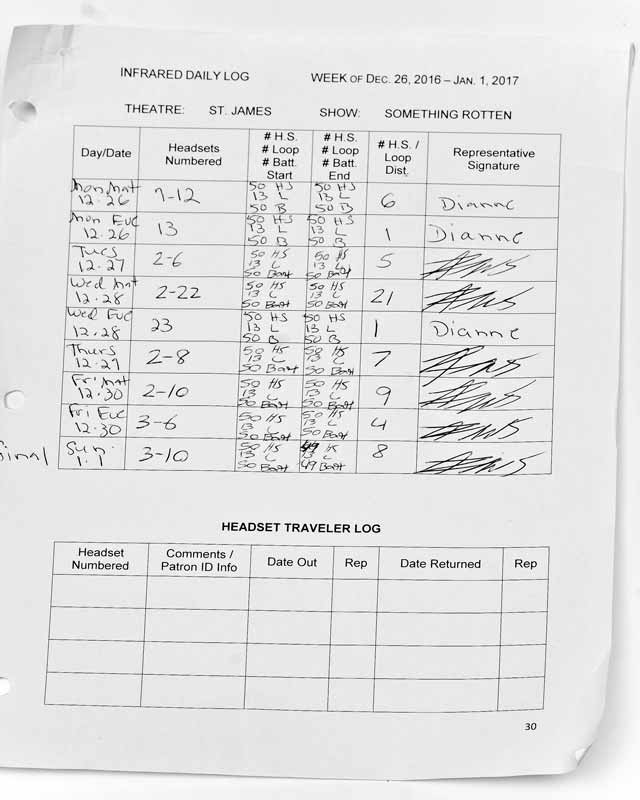 INFRARED DAILY LOG WEEK OF DEC. 26, 2016 – JAN. 1, 2017
THEATRE: ST. JAMES SHOW: SOMETHING ROTTEN
Day/Date Headsets Numbered # H.S. # Loop # Batt. Start # H.S. # Loop # Batt. End # H.S. / Loop Dist. Representative Signature
Mon Mat 12.26 7-12 50 HS 13 L 50 B 50 HS 13 L 50 B 6 Dianne
Mon Eve 12.26 13 50 HS 13 L 50 B 50 HS 13 L 50 B 1 Dianne
Tues 12.27 2-6 50 HS 13 L 50 Batt 50 HS 13 L 50 Batt 5
Wed Mat 12.28 2-22 50 HS 13 L 50 Batt 50 HS 13 L 50 Batt 21
Wed Eve 12.28 23 50 HS 13 L 50 B 50 HS 13 L 50 B 1 Dianne
Thurs 12.29 2-8 50 HS 13 L 50 Batt 50 HS 13 L 50 Batt 7
Fri Mat 12.30 2-10 50 HS 13 L 50 Batt 50 HS 13 L 50 Batt 9
Fri Eve 12.30 3-6 50 HS 13 L 50 Batt 50 HS 13 L 50 Batt 4
final Sun. 1.1 3-10 50 HS 13 L 50 Batt 49 HS 13 L 49 Batt 8
HEADSET TRAVELER LOG
Headset Numbered Comments / Patron ID Info Date Out Rep Date Returned Rep
30